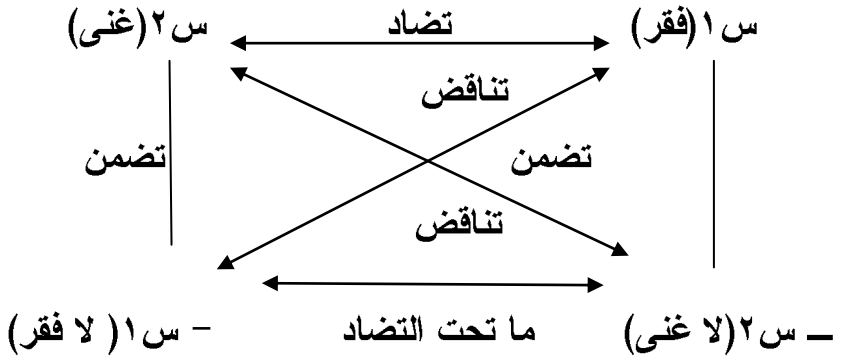 س١(فقر) تضاد س٢(غنى)
تناقض
تضمن تضمن
تناقض
– س٢(لا غنى) ما تحت التضاد - س١( لا فقر)